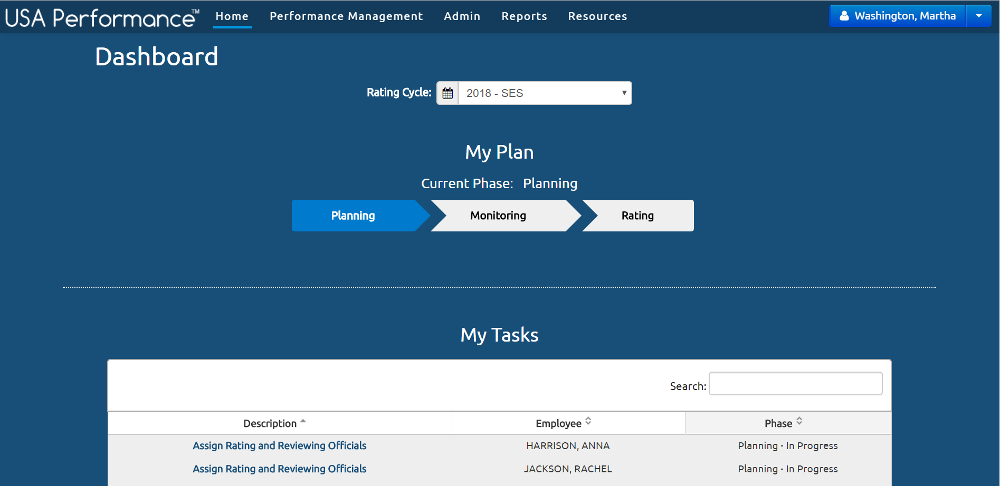 USA Performance™ Home Performance Management Admin Reports Resources Washington, Martha
Dashboard
Rating Cycle: 2018 - SES
My Plan
Current Phase: Planning
Planning Monitoring Rating
My Tasks
Search:
Description Employee Phase
Assign Rating and Reviewing Officials HARRISON, ANNA Planning - In Progress
Assign Rating and Reviewing Officials JACKSON, RACHEL Planning - In Progress